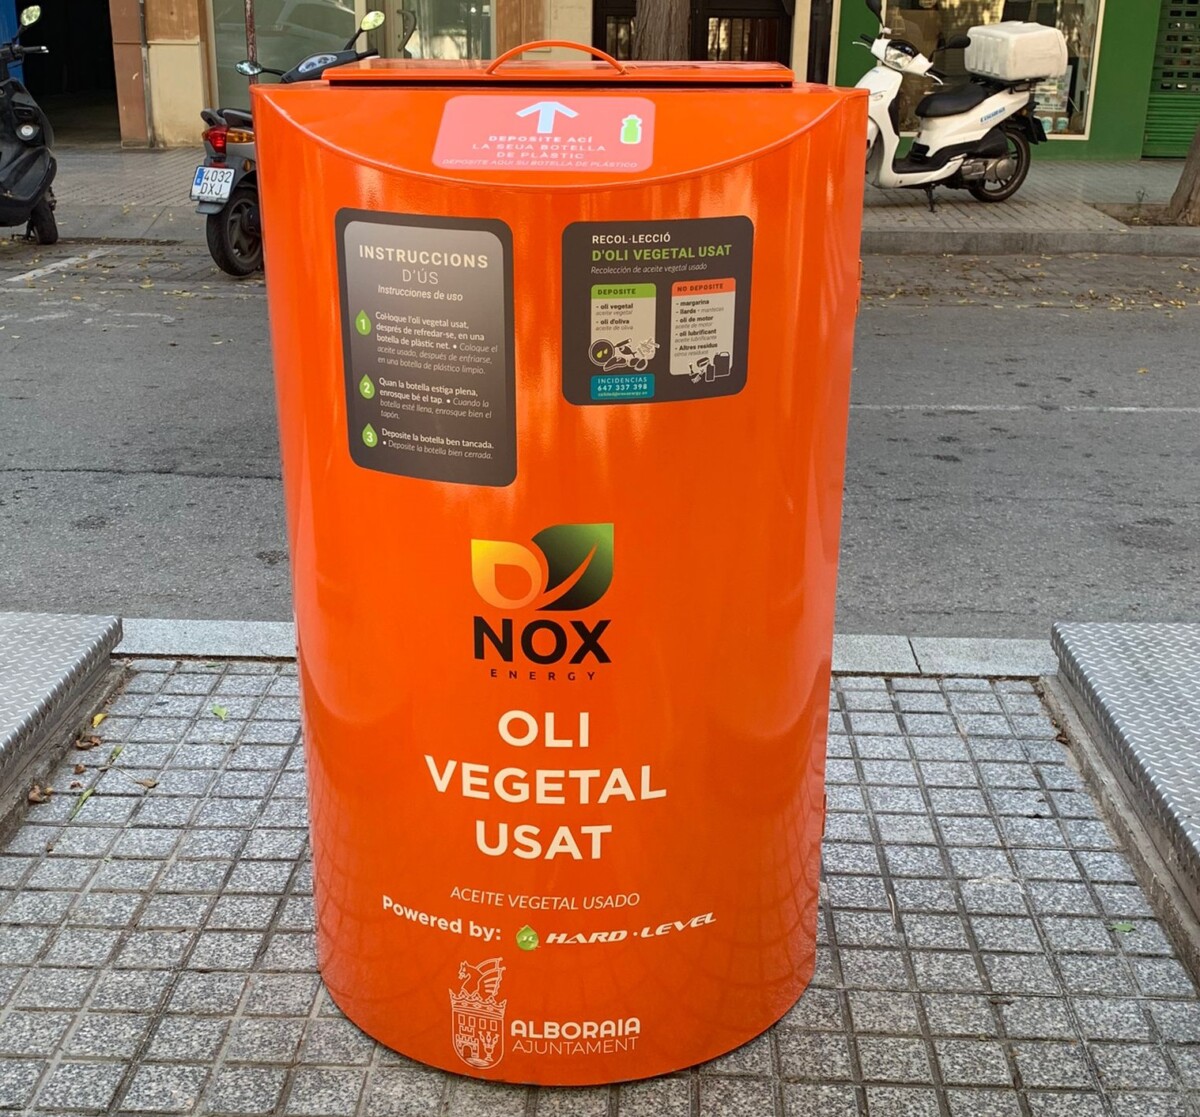 DEPOSITE ACÍ
LA SEUA BOTELLA
DE PLÀSTIC
DEPOSITE AQUI SU BOTELLA DE PLÁSTICO
4032
DXJ
INSTRUCCIONS
D'ÚS
Instrucciones de uso
1 Col·loque l'oli vegetal usat,
després de refredar-se, en una
botella de plàstic net. • Coloque el
aceite usado, después de enfriarse,
en una botella de plástico limpio.
2 Quan la botella estiga plena,
enrosque bé el tap. • Cuando la
botella esté llena, enrosque bien el
tapón.
3 Deposite la botella ben tancada.
• Deposite la botella bien cerrada.
RECOL·LECCIÓ
D'OLI VEGETAL USAT
Recolección de aceite vegetal usado
DEPOSITE
- oli vegetal
aceite vegetal
- oli d'oliva
aceite de oliva
NO DEPOSITE
- margarina
- llards - mantecas
- oli de motor
aceite de motor
- oli lubrificant
aceite lubrificante
- Altres residus
otros residuos
INCIDENCIAS
647 337 398
NOX
ENERGY
OLI
VEGETAL
USAT
ACEITE VEGETAL USADO
Powered by: HARD·LEVEL
ALBORAIA
AJUNTAMENT